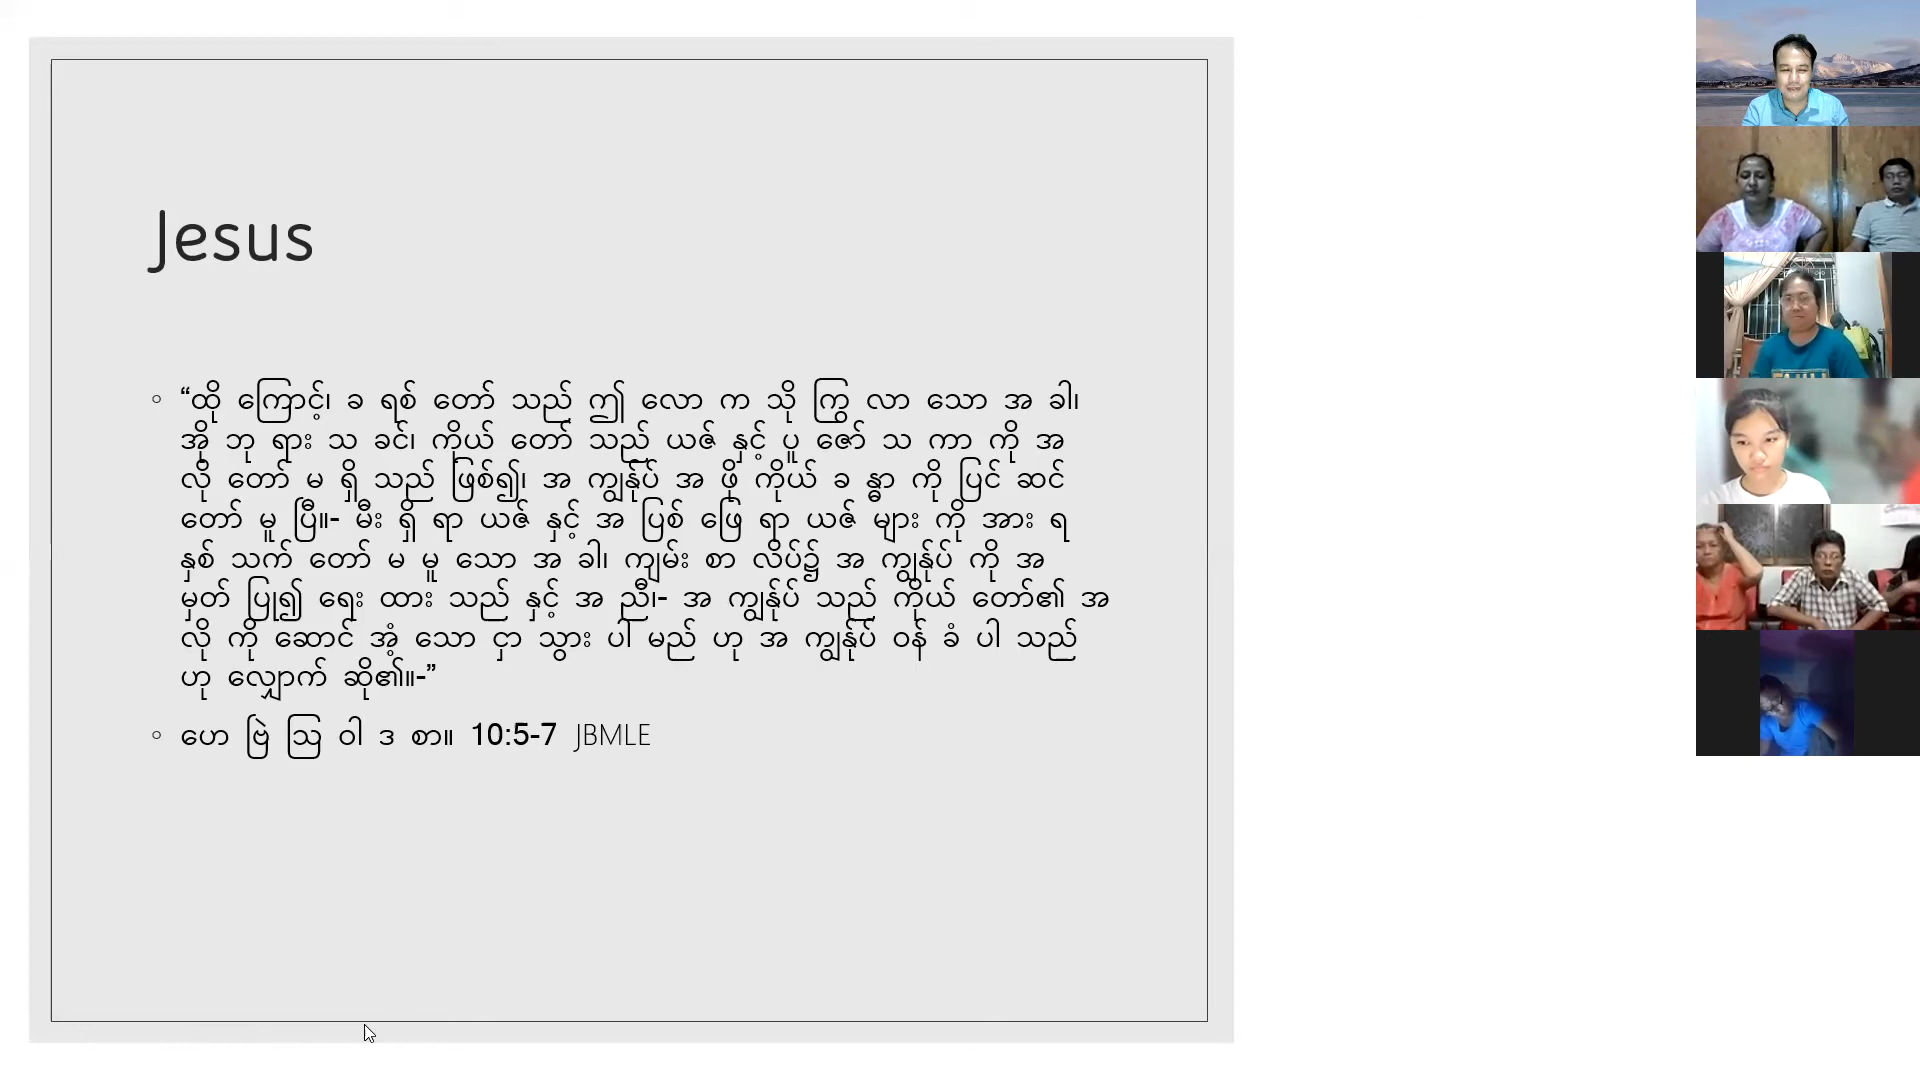 Jesus
“ထို ကြောင့်၊ ခ ရစ် တော် သည် ဤ လော က သို ကြွ လာ သော အ ခါ၊
အို ဘု ရား သ ခင်၊ ကိုယ် တော် သည် ယဇ် နှင့် ပူ ဇော် သ ကာ ကို အ
လို တော် မ ရှိ သည် ဖြစ်၍၊ အ ကျွန်ုပ် အ ဖို ကိုယ် ခ န္ဓာ ကို ပြင် ဆင်
တော် မူ ပြီ။- မီး ရှို ရာ ယဇ် နှင့် အ ပြစ် ဖြေ ရာ ယဇ် များ ကို အား ရ
နှစ် သက် တော် မ မူ သော အ ခါ၊ ကျမ်း စာ လိပ်၌ အ ကျွန်ုပ် ကို အ
မှတ် ပြု၍ ရေး ထား သည် နှင့် အ ညီ၊- အ ကျွန်ုပ် သည် ကိုယ် တော်၏ အ
လို ကို ဆောင် အံ့ သော ငှာ သွား ပါ မည် ဟု အ ကျွန်ုပ် ဝန် ခံ ပါ သည်
ဟု လျှောက် ဆို၏။-”
ဟေ ဗြဲ ဩ ဝါ ဒ စာ။ 10:5-7 JBMLE